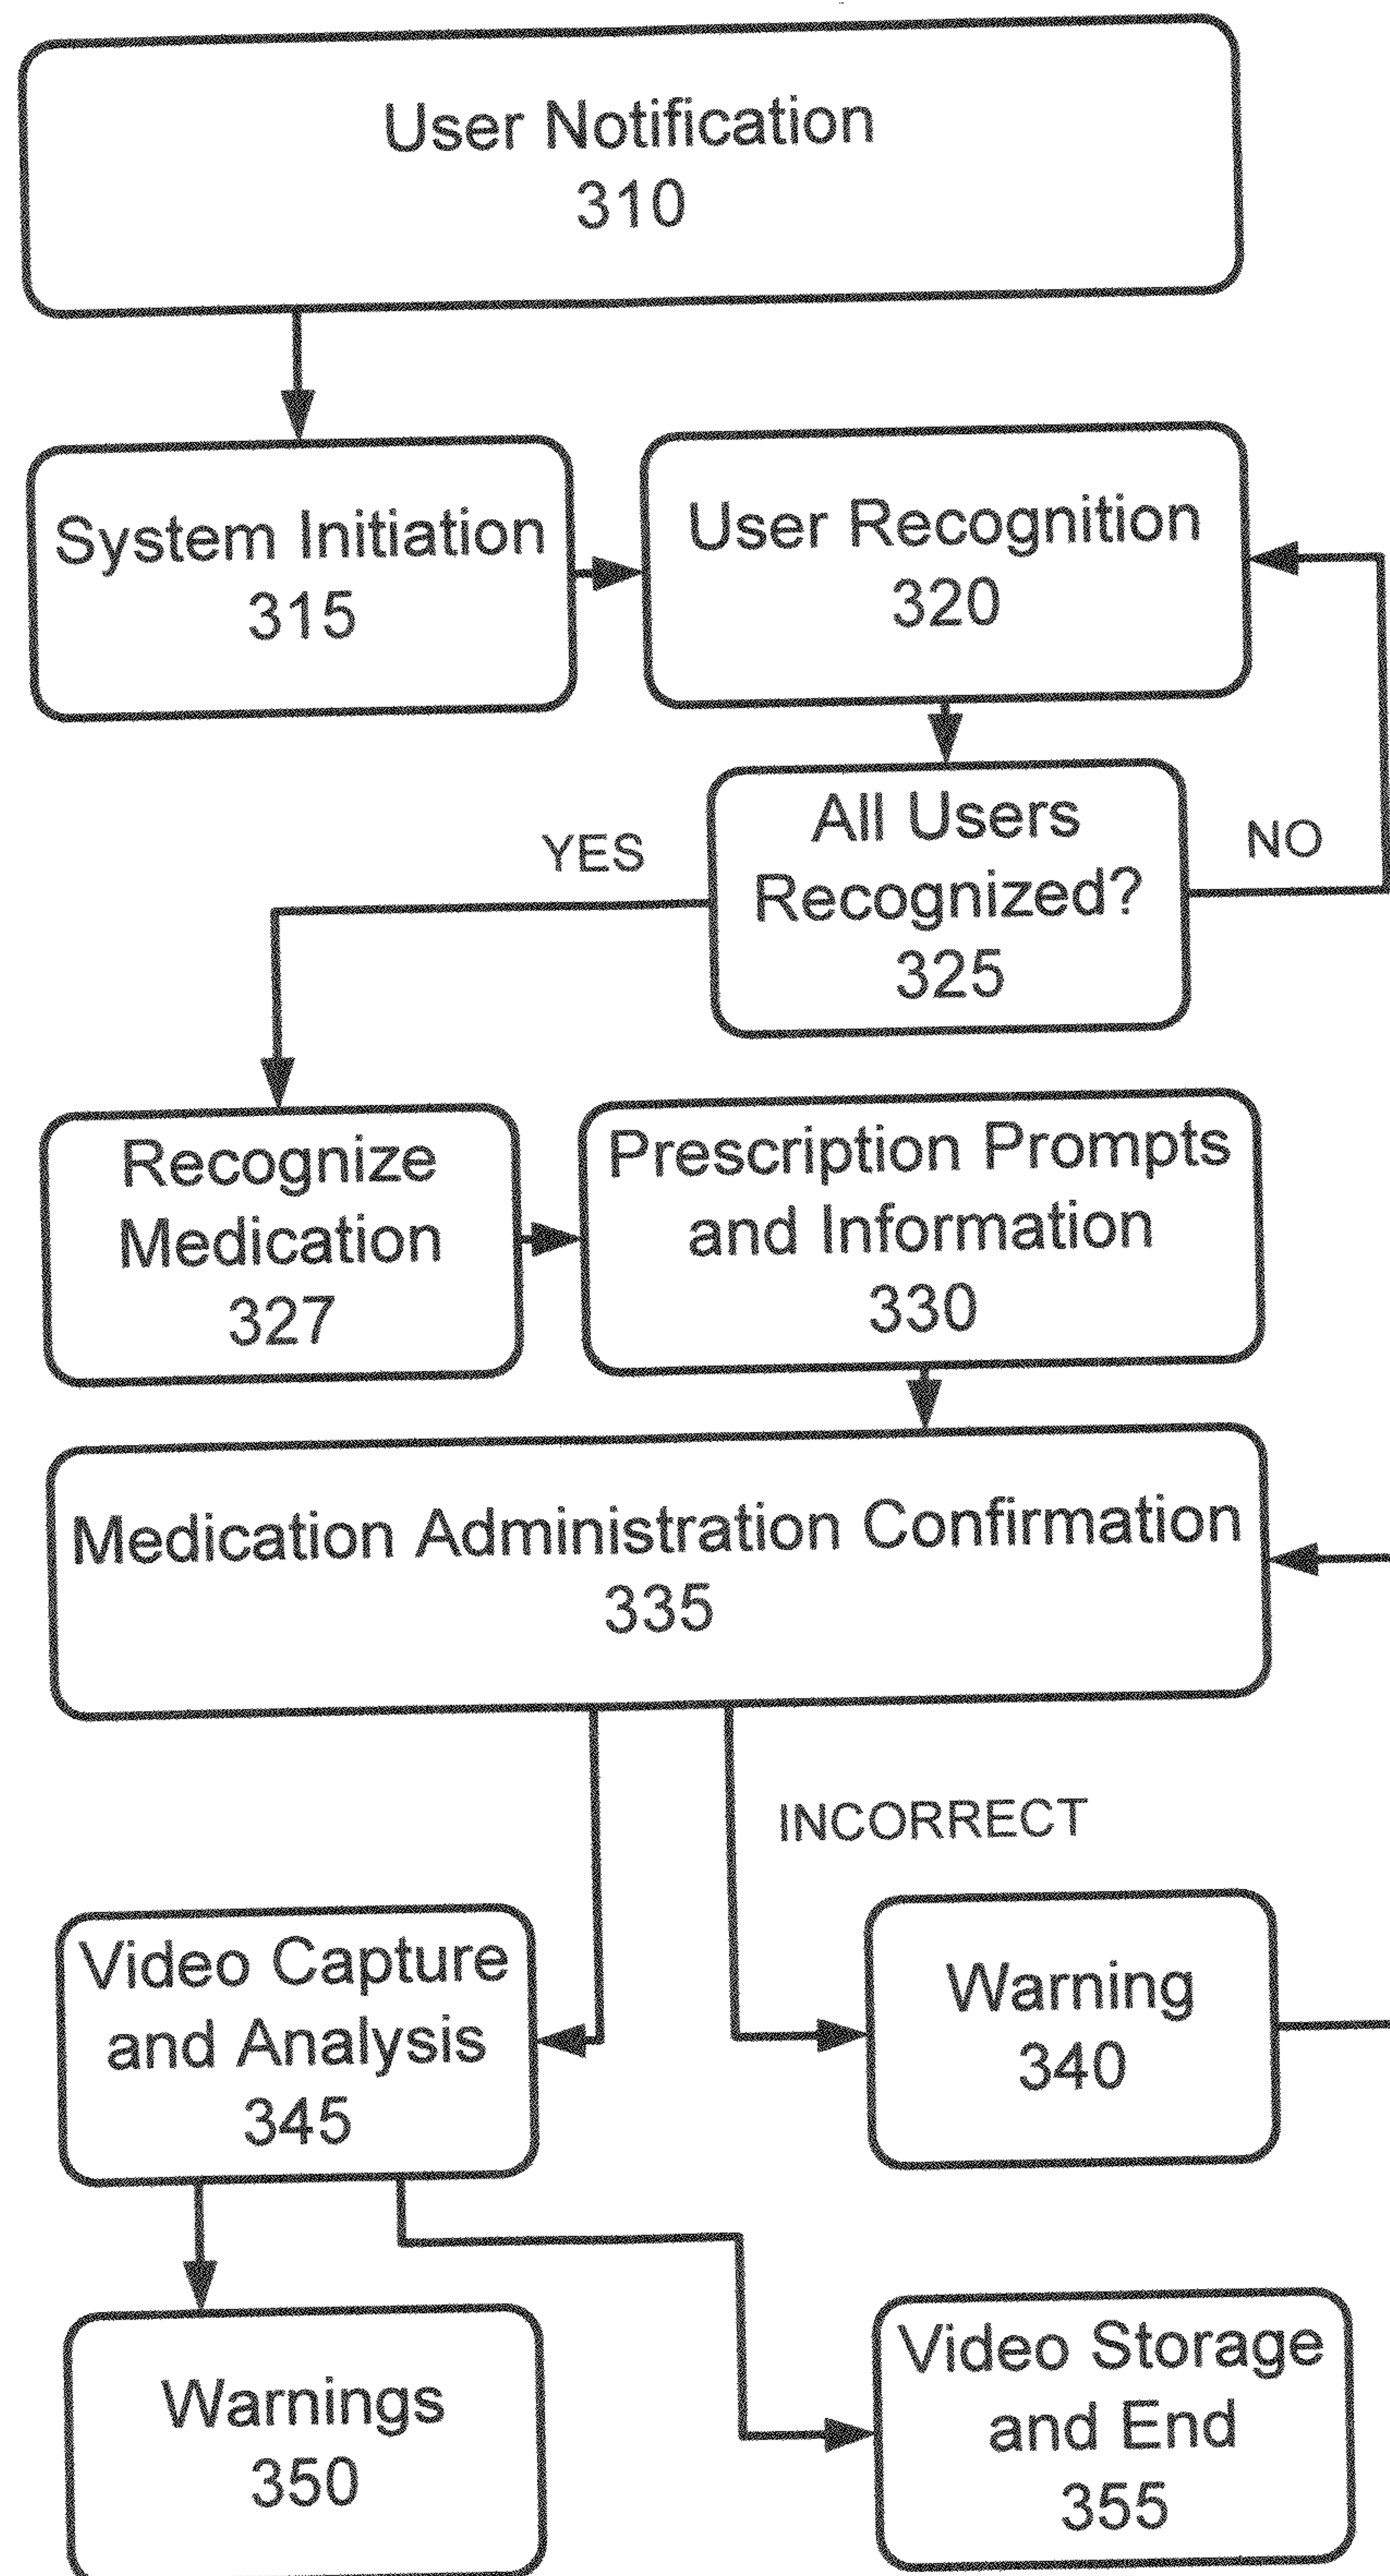 User Notification
310
System Initiation
315
User Recognition
320
YES
All Users
Recognized?
325
NO
Recognize
Medication
327
Prescription Prompts
and Information
330
Medication Administration Confirmation
335
INCORRECT
Video Capture
and Analysis
345
Warning
340
Warnings
350
Video Storage
and End
355